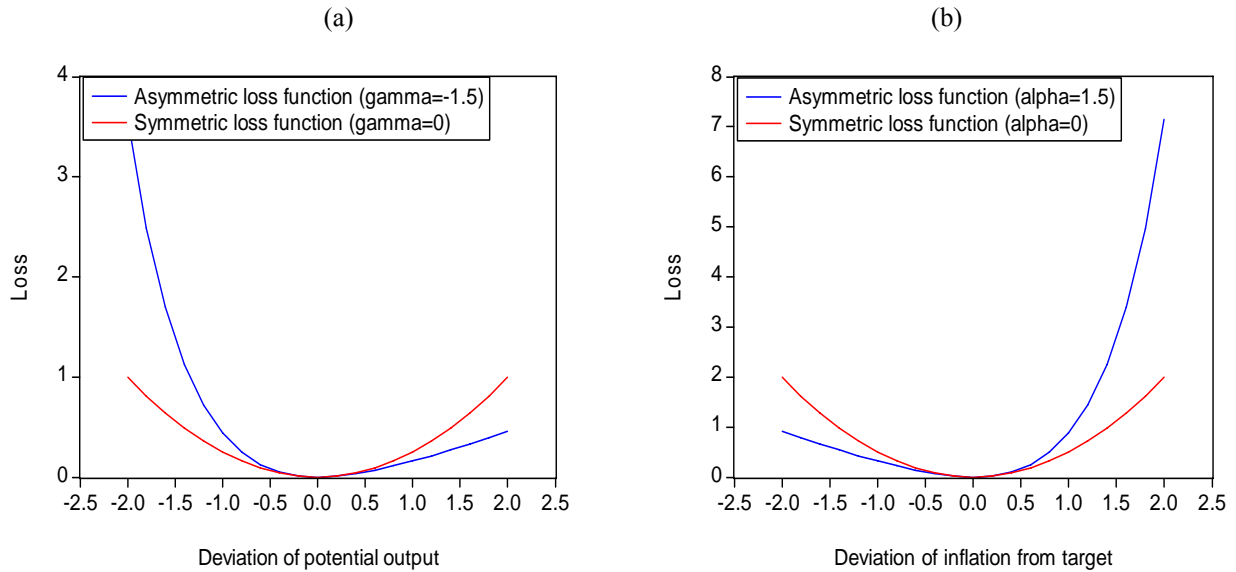 (a)
4
3
2
1
0
Loss
Asymmetric loss function (gamma=-1.5)
Symmetric loss function (gamma=0)
-2.5 -2.0 -1.5 -1.0 -0.5 0.0 0.5 1.0 1.5 2.0 2.5
Deviation of potential output
(b)
8
7
6
5
4
3
2
1
0
Loss
Asymmetric loss function (alpha=1.5)
Symmetric loss function (alpha=0)
-2.5 -2.0 -1.5 -1.0 -0.5 0.0 0.5 1.0 1.5 2.0 2.5
Deviation of inflation from target